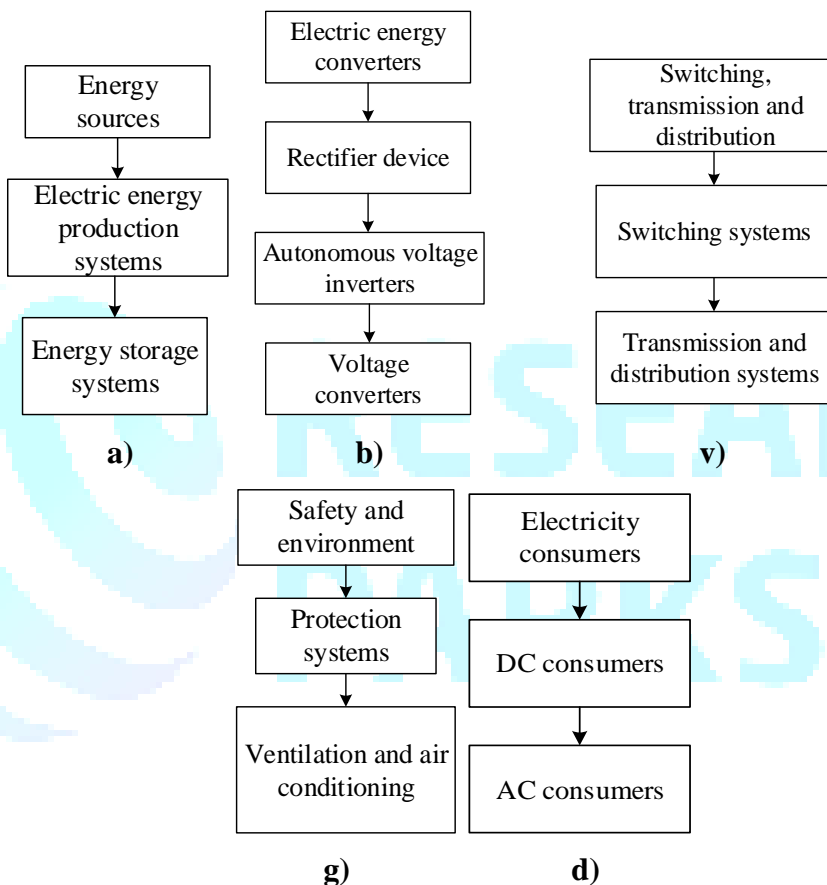 Energy
sources
Electric energy
production
systems
Energy storage
systems
a)
Electric energy
converters
Rectifier device
Autonomous voltage
inverters
Voltage
converters
b)
Switching,
transmission and
distribution
Switching systems
Transmission and
distribution systems
v)
Safety and
environment
Protection
systems
Ventilation and air
conditioning
g)
Electricity
consumers
DC consumers
AC consumers
d)
PARKS